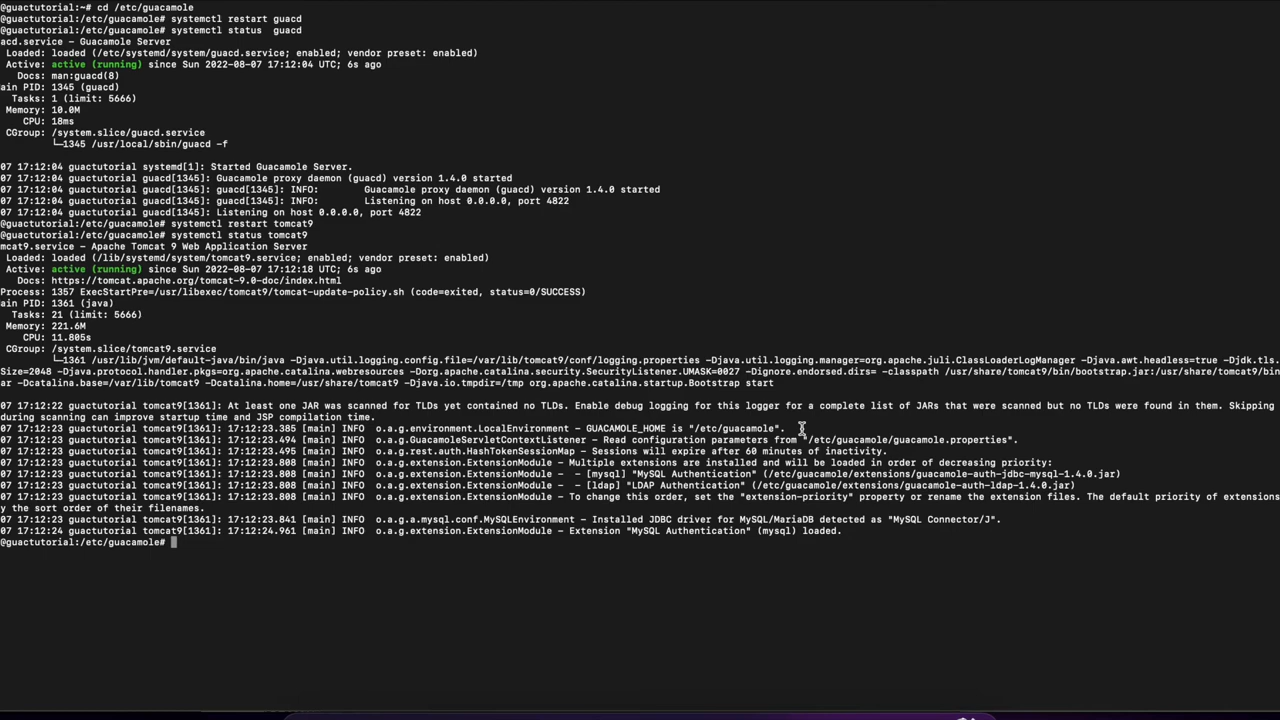 @guactutorial:~# cd /etc/guacamole
@guactutorial:/etc/guacamole# systemctl restart guacd
@guactutorial:/etc/guacamole# systemctl status  guacd
acd.service - Guacamole Server
Loaded: loaded (/etc/systemd/system/guacd.service; enabled; vendor preset: enabled)
Active: active (running) since Sun 2022-08-07 17:12:04 UTC; 6s ago
Docs: man:guacd(8)
ain PID: 1345 (guacd)
Tasks: 1 (limit: 5666)
Memory: 10.0M
CPU: 18ms
CGroup: /system.slice/guacd.service
└─1345 /usr/local/sbin/guacd -f
07 17:12:04 guactutorial systemd[1]: Started Guacamole Server.
07 17:12:04 guactutorial guacd[1345]: Guacamole proxy daemon (guacd) version 1.4.0 started
07 17:12:04 guactutorial guacd[1345]: guacd[1345]: INFO:        Guacamole proxy daemon (guacd) version 1.4.0 started
07 17:12:04 guactutorial guacd[1345]: guacd[1345]: INFO:        Listening on host 0.0.0.0, port 4822
07 17:12:04 guactutorial guacd[1345]: Listening on host 0.0.0.0, port 4822
@guactutorial:/etc/guacamole# systemctl restart tomcat9
@guactutorial:/etc/guacamole# systemctl status tomcat9
mcat9.service - Apache Tomcat 9 Web Application Server
Loaded: loaded (/lib/systemd/system/tomcat9.service; enabled; vendor preset: enabled)
Active: active (running) since Sun 2022-08-07 17:12:18 UTC; 6s ago
Docs: https://tomcat.apache.org/tomcat-9.0-doc/index.html
Process: 1357 ExecStartPre=/usr/libexec/tomcat9/tomcat-update-policy.sh (code=exited, status=0/SUCCESS)
ain PID: 1361 (java)
Tasks: 21 (limit: 5666)
Memory: 221.6M
CPU: 11.805s
CGroup: /system.slice/tomcat9.service
└─1361 /usr/lib/jvm/default-java/bin/java -Djava.util.logging.config.file=/var/lib/tomcat9/conf/logging.properties -Djava.util.logging.manager=org.apache.juli.ClassLoaderLogManager -Djava.awt.headless=true -Djdk.tls.
Size=2048 -Djava.protocol.handler.pkgs=org.apache.catalina.webresources -Dorg.apache.catalina.security.SecurityListener.UMASK=0027 -Dignore.endorsed.dirs= -classpath /usr/share/tomcat9/bin/bootstrap.jar:/usr/share/tomcat9/bin
ar -Dcatalina.base=/var/lib/tomcat9 -Dcatalina.home=/usr/share/tomcat9 -Djava.io.tmpdir=/tmp org.apache.catalina.startup.Bootstrap start
07 17:12:22 guactutorial tomcat9[1361]: At least one JAR was scanned for TLDs yet contained no TLDs. Enable debug logging for this logger for a complete list of JARs that were scanned but no TLDs were found in them. Skipping
during scanning can improve startup time and JSP compilation time.
07 17:12:23 guactutorial tomcat9[1361]: 17:12:23.385 [main] INFO  o.a.g.environment.LocalEnvironment - GUACAMOLE_HOME is "/etc/guacamole".
07 17:12:23 guactutorial tomcat9[1361]: 17:12:23.494 [main] INFO  o.a.g.GuacamoleServletContextListener - Read configuration parameters from "/etc/guacamole/guacamole.properties".
07 17:12:23 guactutorial tomcat9[1361]: 17:12:23.495 [main] INFO  o.a.g.rest.auth.HashTokenSessionMap - Sessions will expire after 60 minutes of inactivity.
07 17:12:23 guactutorial tomcat9[1361]: 17:12:23.808 [main] INFO  o.a.g.extension.ExtensionModule - Multiple extensions are installed and will be loaded in order of decreasing priority:
07 17:12:23 guactutorial tomcat9[1361]: 17:12:23.808 [main] INFO  o.a.g.extension.ExtensionModule -  - [mysql] "MySQL Authentication" (/etc/guacamole/extensions/guacamole-auth-jdbc-mysql-1.4.0.jar)
07 17:12:23 guactutorial tomcat9[1361]: 17:12:23.808 [main] INFO  o.a.g.extension.ExtensionModule -  - [ldap] "LDAP Authentication" (/etc/guacamole/extensions/guacamole-auth-ldap-1.4.0.jar)
07 17:12:23 guactutorial tomcat9[1361]: 17:12:23.808 [main] INFO  o.a.g.extension.ExtensionModule - To change this order, set the "extension-priority" property or rename the extension files. The default priority of extensions
y the sort order of their filenames.
07 17:12:23 guactutorial tomcat9[1361]: 17:12:23.841 [main] INFO  o.a.g.a.mysql.conf.MySQLEnvironment - Installed JDBC driver for MySQL/MariaDB detected as "MySQL Connector/J".
07 17:12:24 guactutorial tomcat9[1361]: 17:12:24.961 [main] INFO  o.a.g.extension.ExtensionModule - Extension "MySQL Authentication" (mysql) loaded.
@guactutorial:/etc/guacamole#